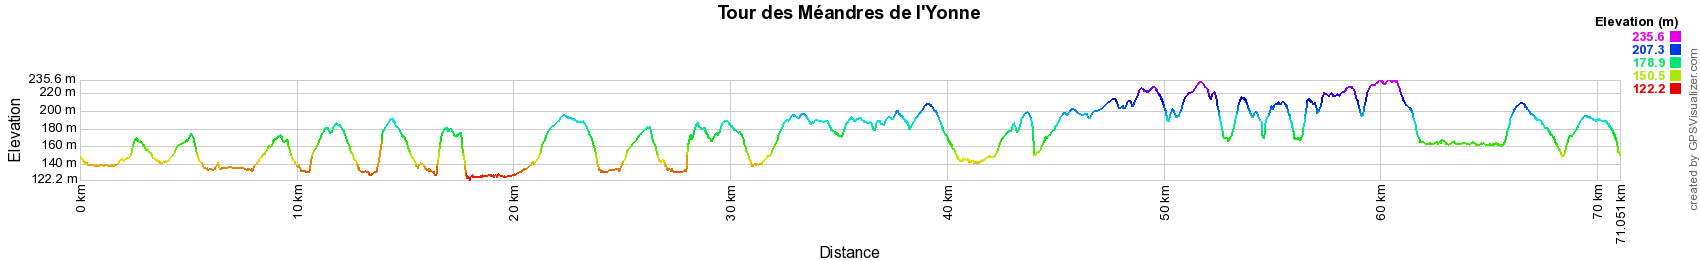 Tour des Méandres de l'Yonne
Elevation (m)
235.6
207.3
178.9
150.5
122.2
Elevation
235.6 m
220 m
200 m
180 m
160 m
140 m
122.2 m
0 km
10 km
20 km
30 km
40 km
50 km
60 km
70 km
71.051 km
Distance
created by GPSVisualizer.com